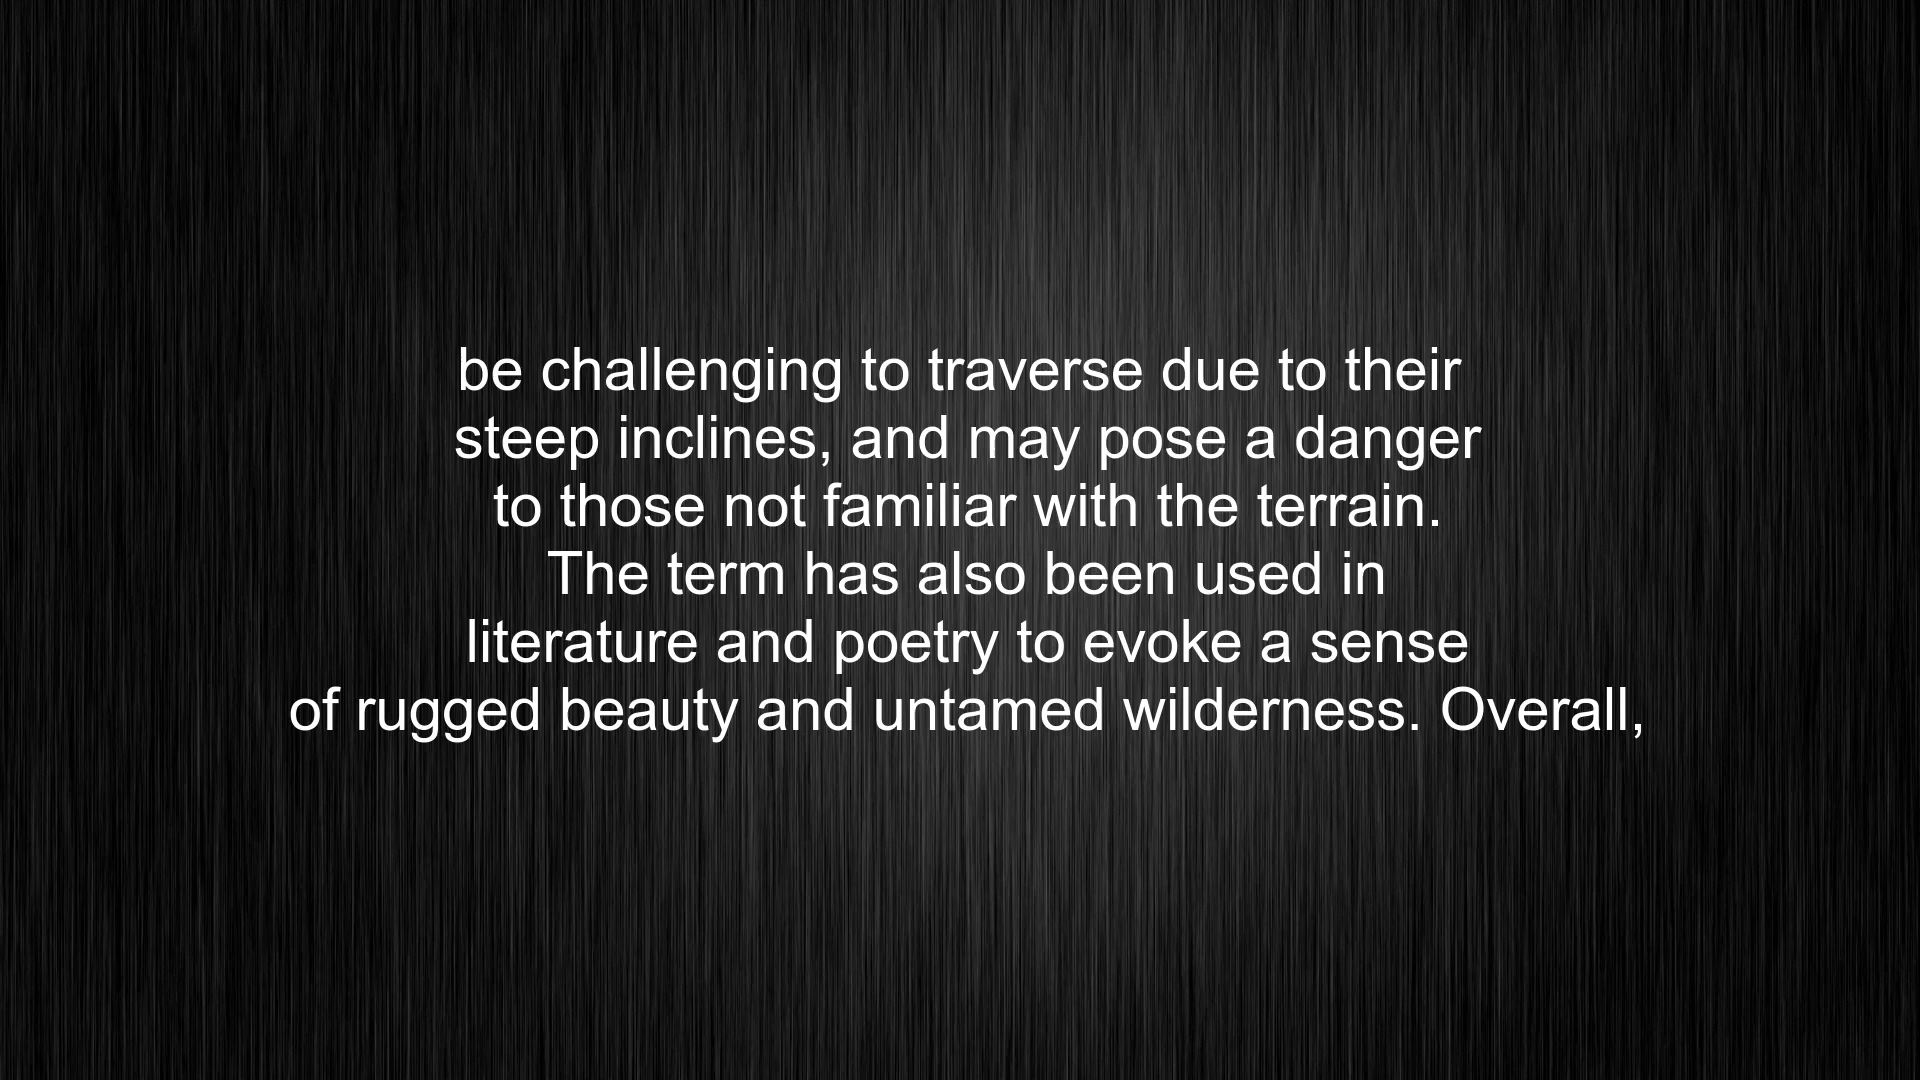 be challenging to traverse due to their
steep inclines, and may pose a danger
to those not familiar with the terrain.
The term has also been used in
literature and poetry to evoke a sense
of rugged beauty and untamed wilderness. Overall,